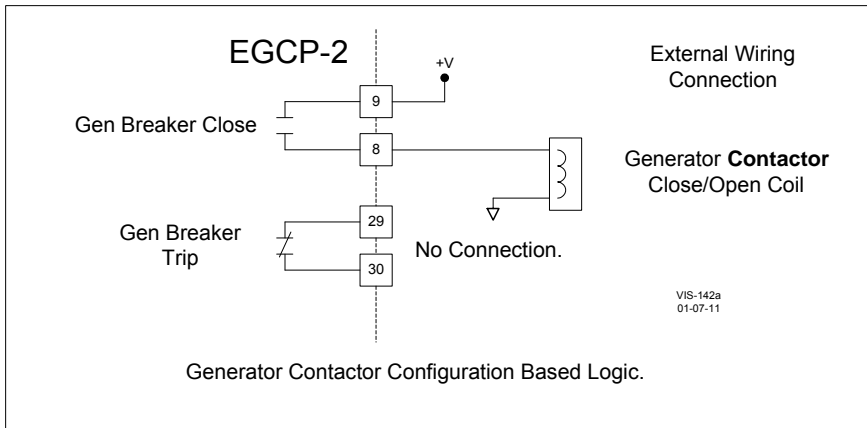 EGCP-2
+V
External Wiring
Connection
9
Gen Breaker Close
8
Generator Contactor
Close/Open Coil
29
Gen Breaker
Trip
No Connection.
30
VIS-142a
01-07-11
Generator Contactor Configuration Based Logic.